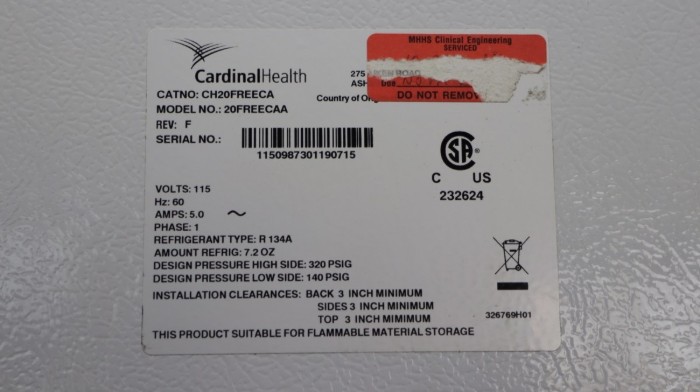 CardinalHealth
MHHS Clinical Engineering
SERVICED
275
ASH
DO NOT REMOV
CATNO: CH20FREECA
Country of Orig
MODEL NO.: 20FREECAA
REV: F
SERIAL NO.:
1150987301190715
CSA
®
C US
232624
VOLTS: 115
Hz: 60
AMPS: 5.0 ~
PHASE: 1
REFRIGERANT TYPE: R 134A
AMOUNT REFRIG: 7.2 OZ
DESIGN PRESSURE HIGH SIDE: 320 PSIG
DESIGN PRESSURE LOW SIDE: 140 PSIG
INSTALLATION CLEARANCES: BACK 3 INCH MINIMUM
SIDES 3 INCH MINIMUM
TOP 3 INCH MIMIMUM
326769H01
THIS PRODUCT SUITABLE FOR FLAMMABLE MATERIAL STORAGE